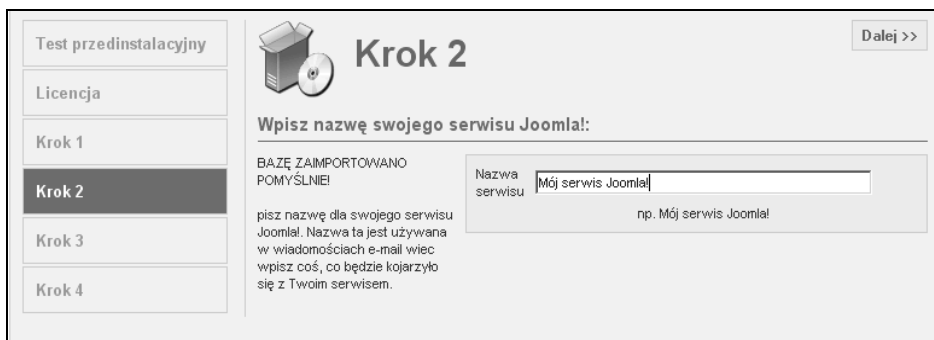 Test przedinstalacyjny
Licencja
Krok 1
Krok 2
Krok 3
Krok 4
Krok 2
Dalej >>
Wpisz nazwę swojego serwisu Joomla!:
BAZĘ ZAIMPORTOWANO
POMYŚLNIE!
pisz nazwę dla swojego serwisu
Joomla!. Nazwa ta jest używana
w wiadomościach e-mail wiec
wpisz coś, co będzie kojarzyło
się z Twoim serwisem.
Nazwa
serwisu
Mój serwis Joomla!
np. Mój serwis Joomla!